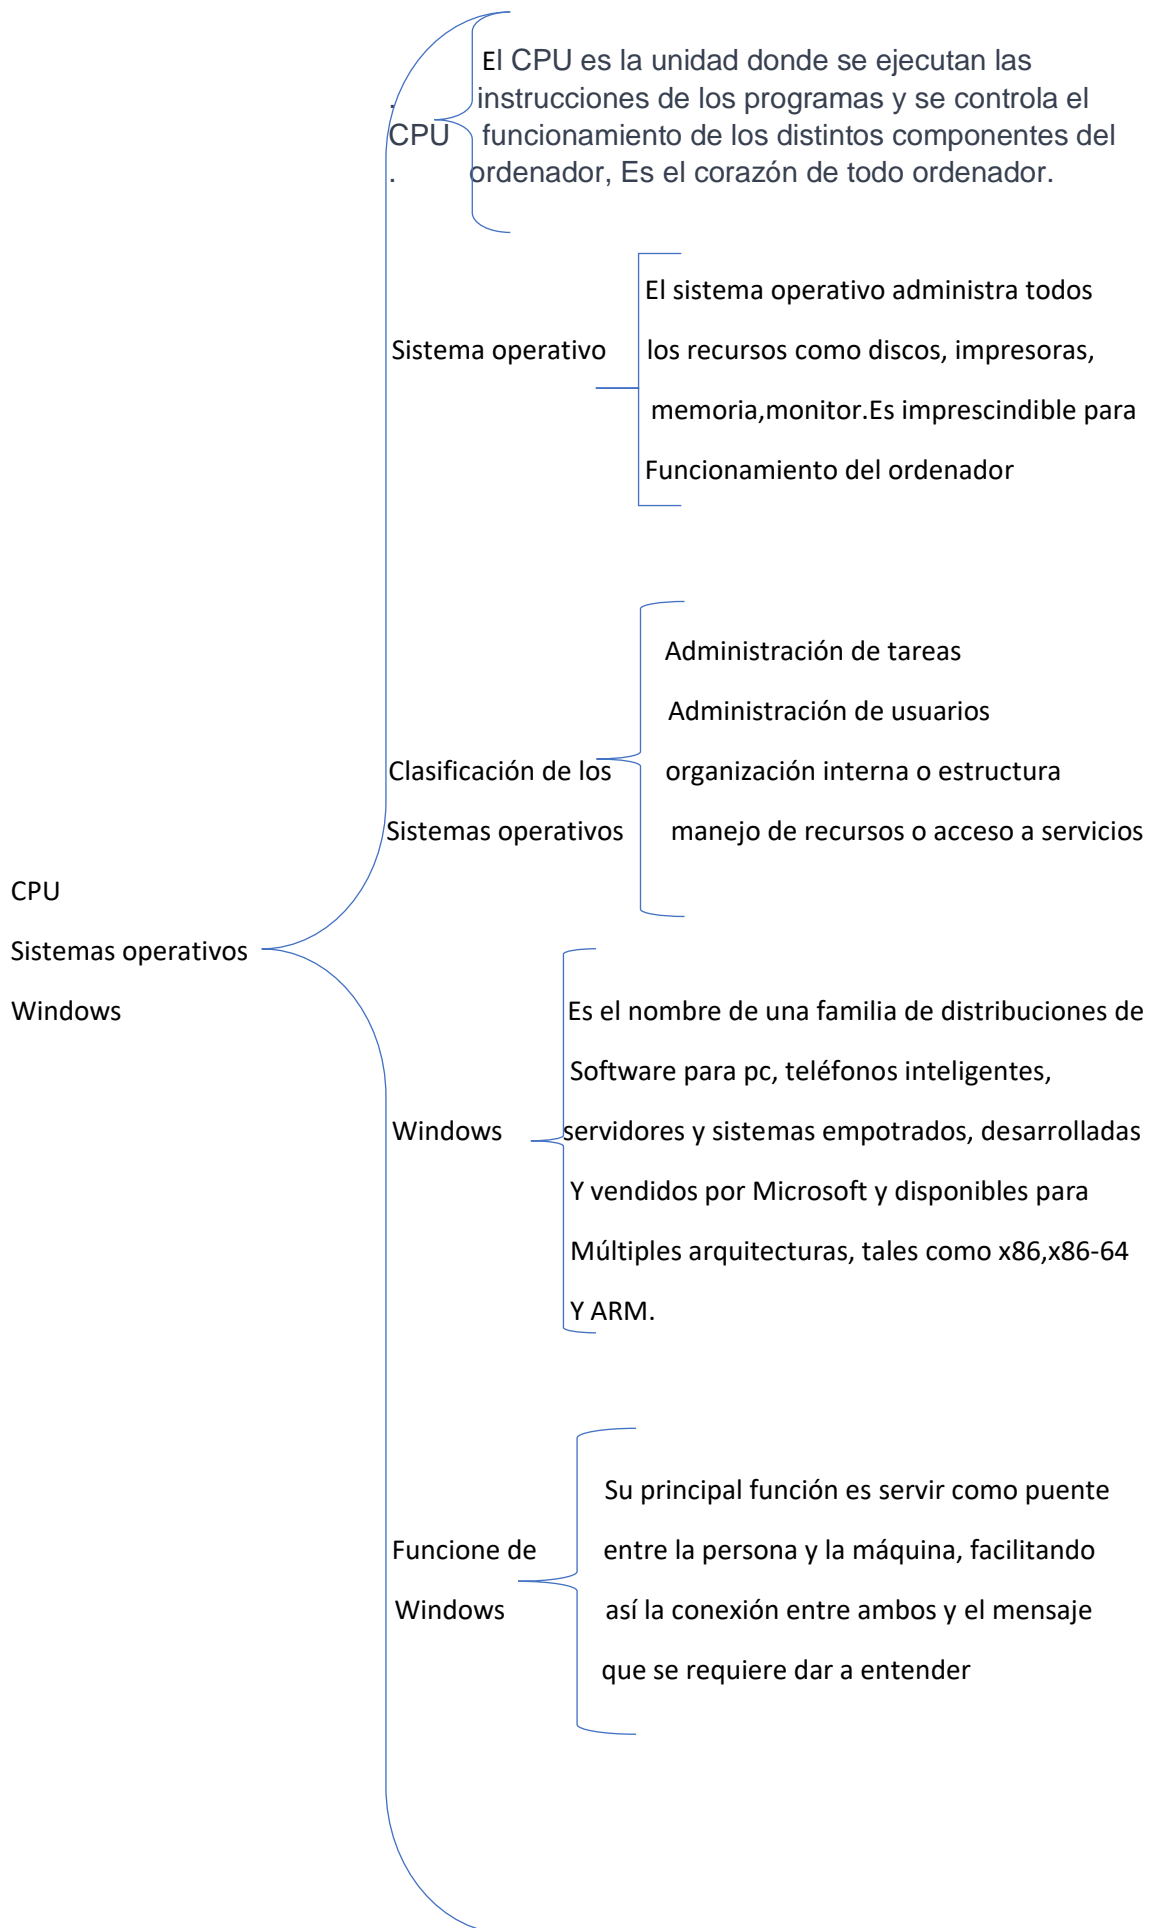 El CPU es la unidad donde se ejecutan las
. instrucciones de los programas y se controla el
CPU funcionamiento de los distintos componentes del
. ordenador, Es el corazón de todo ordenador.
El sistema operativo administra todos
Sistema operativo los recursos como discos, impresoras,
memoria,monitor.Es imprescindible para
Funcionamiento del ordenador
Administración de tareas
Administración de usuarios
Clasificación de los organización interna o estructura
Sistemas operativos manejo de recursos o acceso a servicios
CPU
Sistemas operativos
Windows Es el nombre de una familia de distribuciones de
Software para pc, teléfonos inteligentes,
Windows servidores y sistemas empotrados, desarrolladas
Y vendidos por Microsoft y disponibles para
Múltiples arquitecturas, tales como x86,x86-64
Y ARM.
Su principal función es servir como puente
Funcione de entre la persona y la máquina, facilitando
Windows así la conexión entre ambos y el mensaje
que se requiere dar a entender